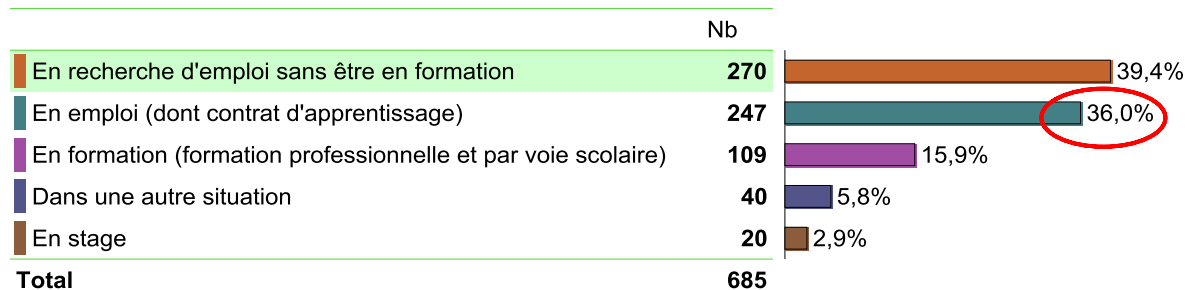 Nb
En recherche d'emploi sans être en formation 270 39,4%
En emploi (dont contrat d'apprentissage) 247 36,0%
En formation (formation professionnelle et par voie scolaire) 109 15,9%
Dans une autre situation 40 5,8%
En stage 20 2,9%
Total 685